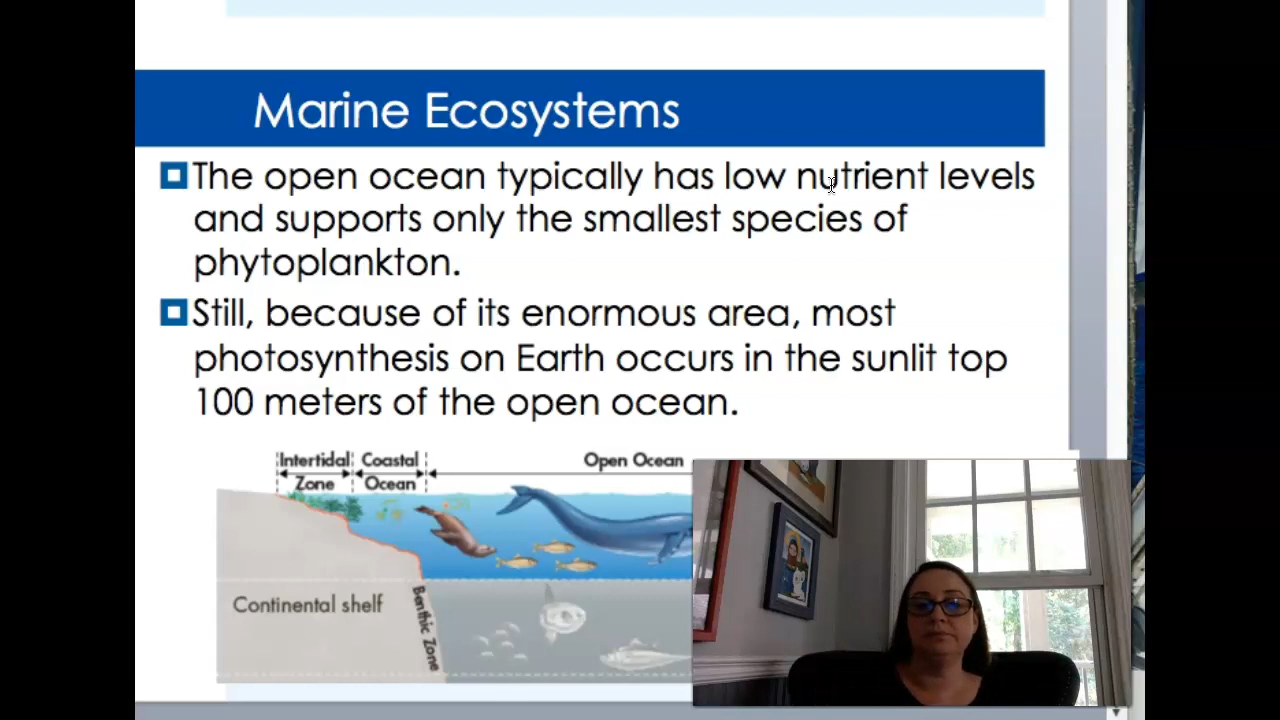 Marine Ecosystems
The open ocean typically has low nutrient levels
and supports only the smallest species of
phytoplankton.
Still, because of its enormous area, most
photosynthesis on Earth occurs in the sunlit top
100 meters of the open ocean.
Intertidal Coastal Open Ocean
Zone Ocean
Continental shelf
Benthic Zone